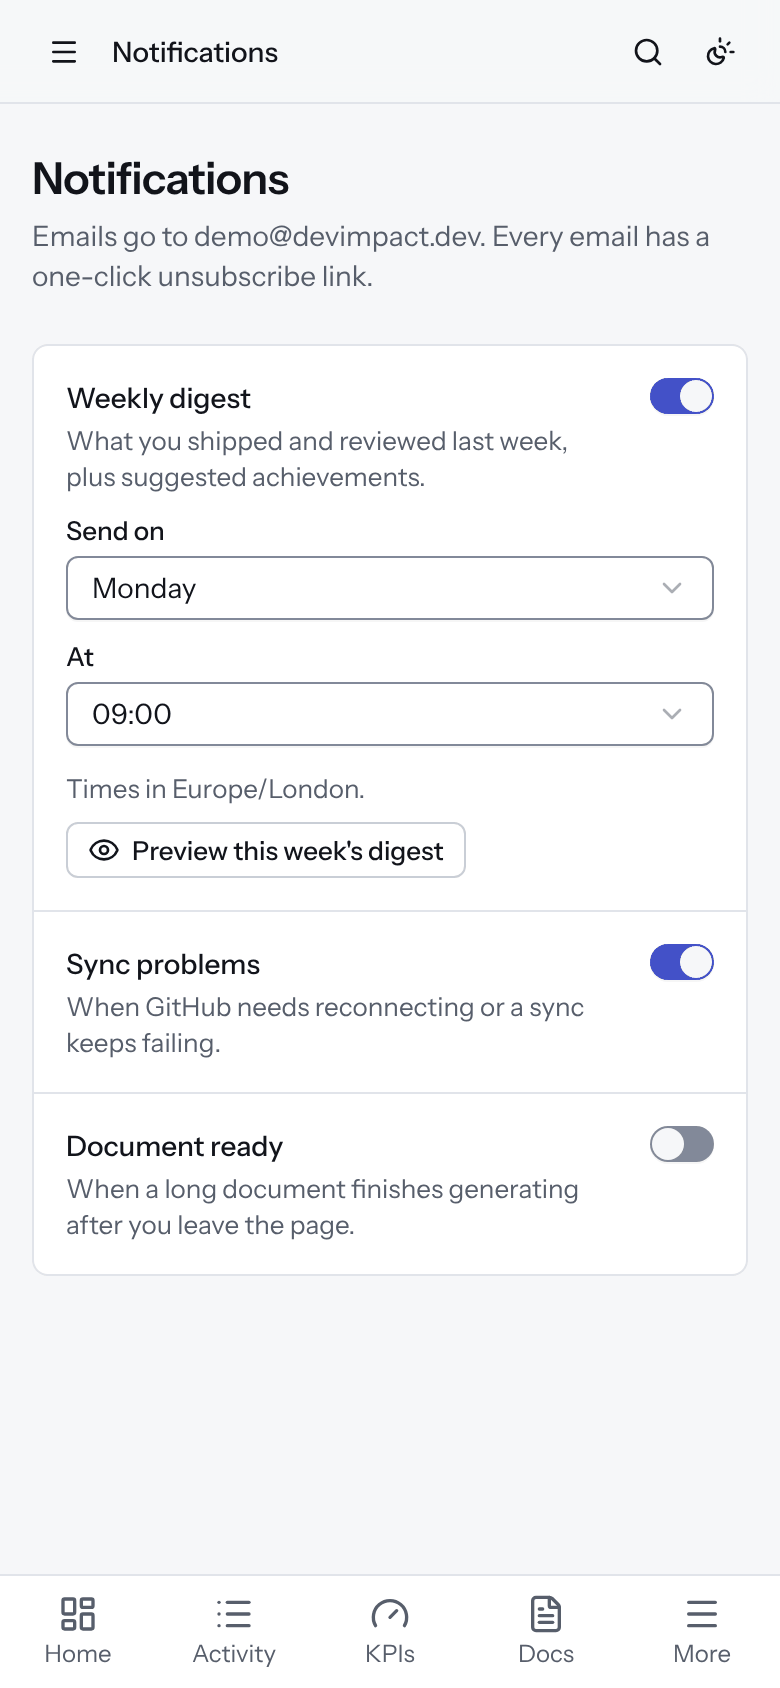 Notifications
Notifications
Emails go to demo@devimpact.dev. Every email has a
one-click unsubscribe link.
Weekly digest
What you shipped and reviewed last week,
plus suggested achievements.
Send on
Monday
At
09:00
Times in Europe/London.
Preview this week's digest
Sync problems
When GitHub needs reconnecting or a sync
keeps failing.
Document ready
When a long document finishes generating
after you leave the page.
Home Activity KPIs Docs More